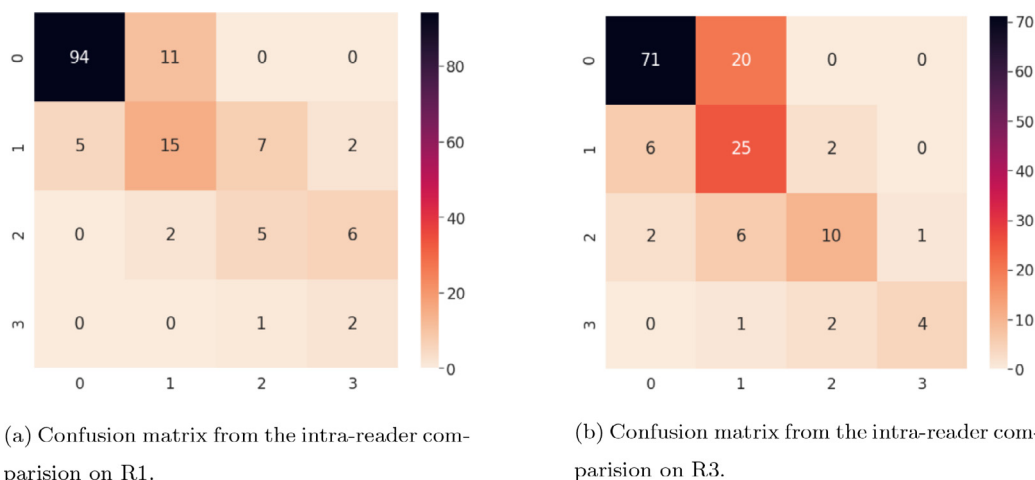 0 94 11 0 0
1 5 15 7 2
2 0 2 5 6
3 0 0 1 2
0 1 2 3
80
60
40
20
0
(a) Confusion matrix from the intra-reader com-
parision on R1.
0 71 20 0 0
1 6 25 2 0
2 2 6 10 1
3 0 1 2 4
0 1 2 3
70
60
50
40
30
20
10
0
(b) Confusion matrix from the intra-reader com-
parision on R3.